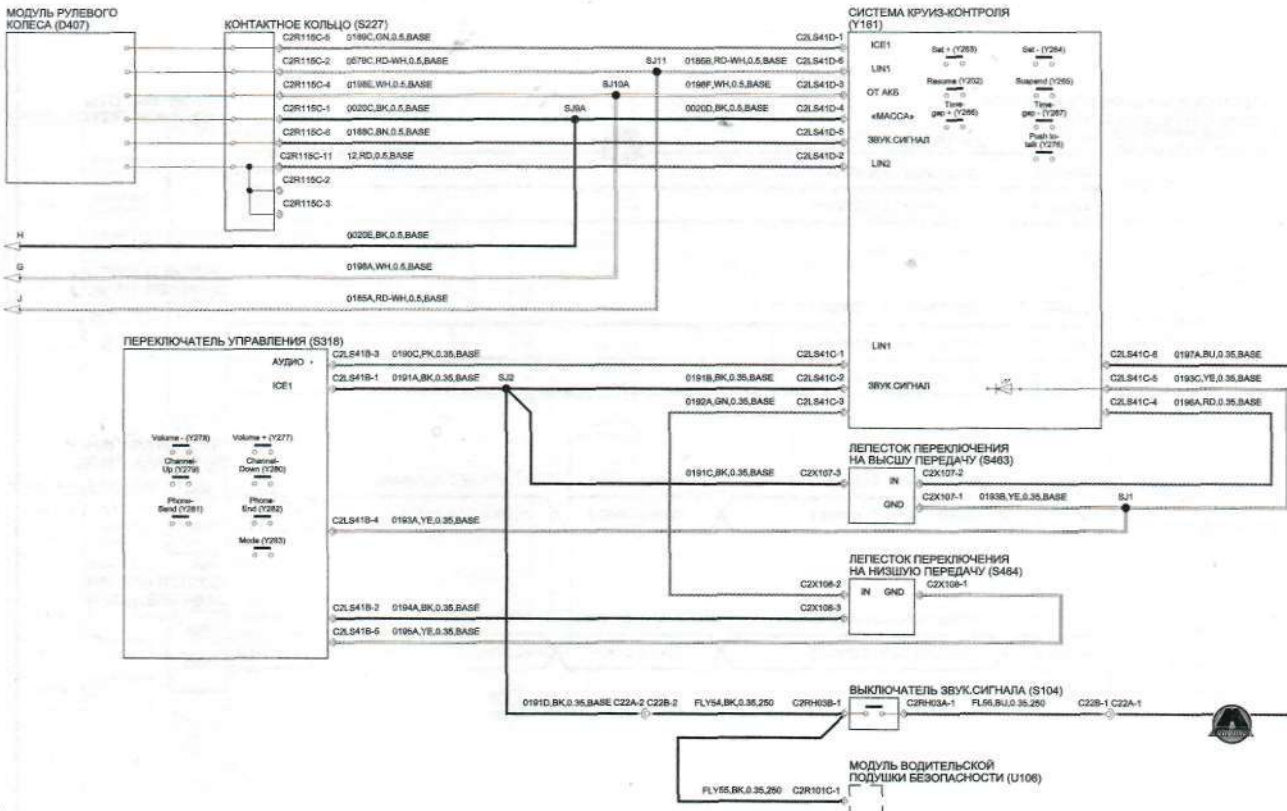 МОДУЛЬ РУЛЕВОГО
КОЛЕСА (D407)
КОНТАКТНОЕ КОЛЬЦО (S227)
СИСТЕМА КРУИЗ-КОНТРОЛЯ
(Y161)
C2R115C-5 0189C,GN,0.5,BASE C2LS41D-1
C2R115C-2 0578C,RD-WH,0.5,BASE SJ11 0185B,RD-WH,0.5,BASE C2LS41D-6
C2R115C-4 0198E,WH,0.5,BASE SJ10A 0198F,WH,0.5,BASE C2LS41D-3
C2R115C-1 0020C,BK,0.5,BASE SJ9A 0020D,BK,0.5,BASE C2LS41D-4
C2R115C-6 0188C,BN,0.5,BASE C2LS41D-5
C2R115C-11 12,RD,0.5,BASE C2LS41D-2
C2R115C-2
C2R115C-3
ICE1
LIN1
ОТ АКБ
«МАССА»
ЗВУК.СИГНАЛ
LIN2
Set + (Y263) Set - (Y264)
Resume (Y202) Suspend (Y265)
Time Time
gap + (Y266) gap - (Y267)
Push to-
talk (Y276)
H 0020E,BK,0.5,BASE
G 0198A,WH,0.5,BASE
J 0185A,RD-WH,0.5,BASE
ПЕРЕКЛЮЧАТЕЛЬ УПРАВЛЕНИЯ (S318)
АУДИО +
ICE1
C2LS41B-3 0190C,PK,0.35,BASE C2LS41C-1
C2LS41B-1 0191A,BK,0.35,BASE SJ2 0191B,BK,0.35,BASE C2LS41C-2
0192A,GN,0.35,BASE C2LS41C-3
LIN1
ЗВУК.СИГНАЛ
C2LS41C-6 0197A,BU,0.35,BASE
C2LS41C-5 0193C,YE,0.35,BASE
C2LS41C-4 0196A,RD,0.35,BASE
Volume - (Y278) Volume + (Y277)
Channel- Channel-
Up (Y279) Down (Y280)
Phone- Phone-
Send (Y281) End (Y282)
Mode (Y283)
ЛЕПЕСТОК ПЕРЕКЛЮЧЕНИЯ
НА ВЫСШУ ПЕРЕДАЧУ (S463)
0191C,BK,0.35,BASE C2X107-3 IN C2X107-2
GND C2X107-1 0193B,YE,0.35,BASE SJ1
C2LS41B-4 0193A,YE,0.35,BASE
ЛЕПЕСТОК ПЕРЕКЛЮЧЕНИЯ
НА НИЗШУЮ ПЕРЕДАЧУ (S464)
C2X108-2 IN GND C2X108-1
C2LS41B-2 0194A,BK,0.35,BASE C2X108-3
C2LS41B-5 0195A,YE,0.35,BASE
ВЫКЛЮЧАТЕЛЬ ЗВУК.СИГНАЛА (S104)
0191D,BK,0.35,BASE C22A-2 C22B-2 FLY54,BK,0.35,250 C2RH03B-1 C2RH03A-1 FL56,BU,0.35,250 C22B-1 C22A-1
МОДУЛЬ ВОДИТЕЛЬСКОЙ
ПОДУШКИ БЕЗОПАСНОСТИ (U106)
FLY55,BK,0.35,250 C2R101C-1